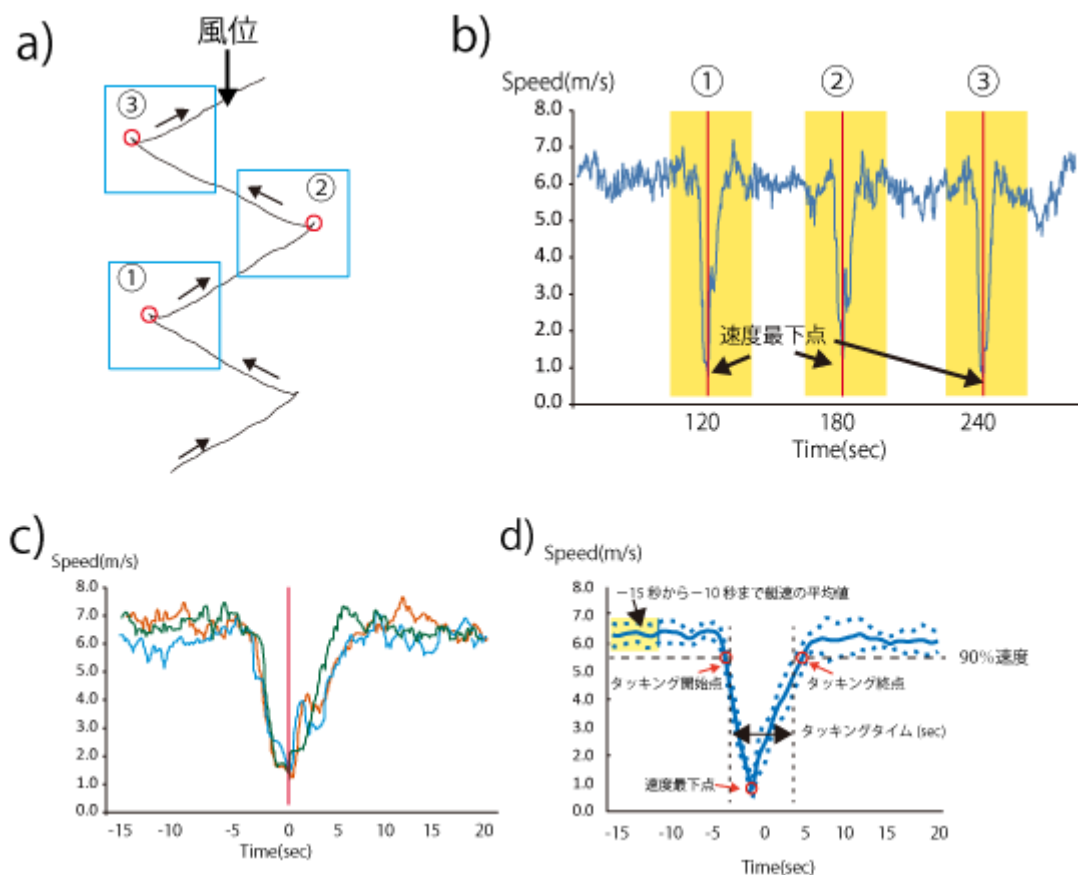 a)
風位
③
②
①
b)
Speed(m/s)
① ② ③
8.0
7.0
6.0
5.0
4.0
3.0
2.0
1.0
0.0
速度最下点
120 180 240
Time(sec)
c)
Speed(m/s)
8.0
7.0
6.0
5.0
4.0
3.0
2.0
1.0
0.0
-15 -10 -5 0 5 10 15 20
Time(sec)
d)
Speed(m/s)
8.0
7.0
6.0
5.0
4.0
3.0
2.0
1.0
0.0
−15 秒から−10 秒まで艇速の平均値
90%速度
タッキング開始点
タッキング終点
タッキングタイム (sec)
速度最下点
-15 -10 -5 0 5 10 15 20
Time(sec)